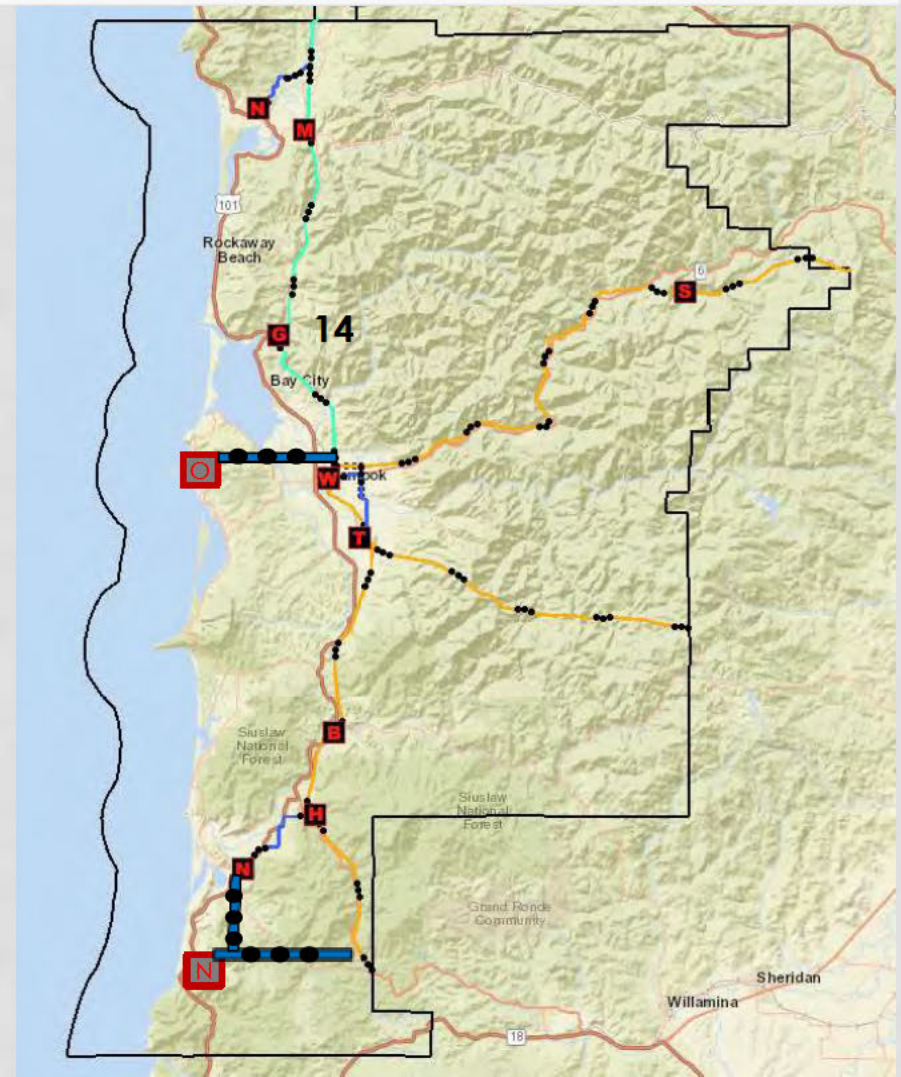 N
M
101
Rockaway
Beach
6
S
G
14
Bay City
O
W
ook
T
B
Siuslaw
National
Forest
H
Siuslaw
National
Forest
N
Grand Ronde
Community
N
Sheridan
Willamina
18